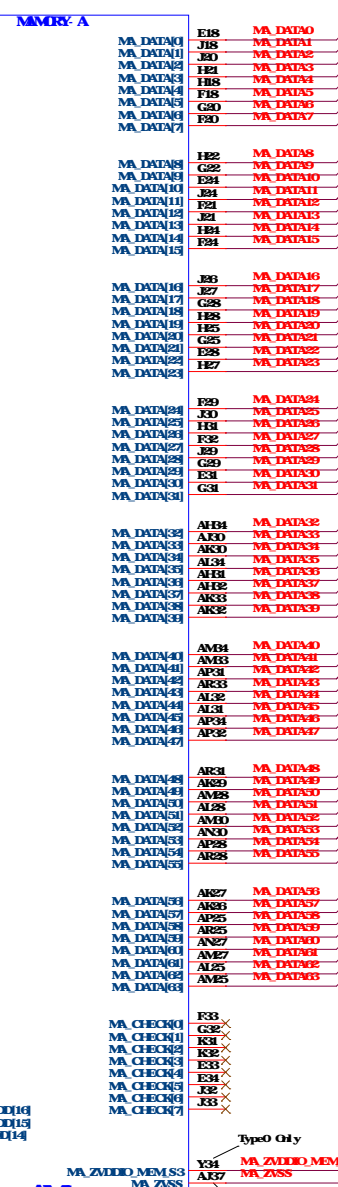 MAMORY- A
MA_DATA[0] E18 MA_DATA0
MA_DATA[1] J18 MA_DATA1
MA_DATA[2] J20 MA_DATA2
MA_DATA[3] H21 MA_DATA3
MA_DATA[4] H18 MA_DATA4
MA_DATA[5] F18 MA_DATA5
MA_DATA[6] G20 MA_DATA6
MA_DATA[7] F20 MA_DATA7
MA_DATA[8] H22 MA_DATA8
MA_DATA[9] G22 MA_DATA9
MA_DATA[10] E24 MA_DATA10
MA_DATA[11] J24 MA_DATA11
MA_DATA[12] F21 MA_DATA12
MA_DATA[13] J21 MA_DATA13
MA_DATA[14] H24 MA_DATA14
MA_DATA[15] F24 MA_DATA15
MA_DATA[16] J26 MA_DATA16
MA_DATA[17] J27 MA_DATA17
MA_DATA[18] G28 MA_DATA18
MA_DATA[19] H28 MA_DATA19
MA_DATA[20] H25 MA_DATA20
MA_DATA[21] G25 MA_DATA21
MA_DATA[22] E28 MA_DATA22
MA_DATA[23] H27 MA_DATA23
MA_DATA[24] F29 MA_DATA24
MA_DATA[25] J30 MA_DATA25
MA_DATA[26] H31 MA_DATA26
MA_DATA[27] F32 MA_DATA27
MA_DATA[28] J29 MA_DATA28
MA_DATA[29] G29 MA_DATA29
MA_DATA[30] E31 MA_DATA30
MA_DATA[31] G31 MA_DATA31
MA_DATA[32] AH34 MA_DATA32
MA_DATA[33] AJ30 MA_DATA33
MA_DATA[34] AK30 MA_DATA34
MA_DATA[35] AL34 MA_DATA35
MA_DATA[36] AH31 MA_DATA36
MA_DATA[37] AH32 MA_DATA37
MA_DATA[38] AK33 MA_DATA38
MA_DATA[39] AK32 MA_DATA39
MA_DATA[40] AM34 MA_DATA40
MA_DATA[41] AM33 MA_DATA41
MA_DATA[42] AP31 MA_DATA42
MA_DATA[43] AR33 MA_DATA43
MA_DATA[44] AL32 MA_DATA44
MA_DATA[45] AL31 MA_DATA45
MA_DATA[46] AP34 MA_DATA46
MA_DATA[47] AP32 MA_DATA47
MA_DATA[48] AR31 MA_DATA48
MA_DATA[49] AK29 MA_DATA49
MA_DATA[50] AM28 MA_DATA50
MA_DATA[51] AL28 MA_DATA51
MA_DATA[52] AM30 MA_DATA52
MA_DATA[53] AN30 MA_DATA53
MA_DATA[54] AP28 MA_DATA54
MA_DATA[55] AR28 MA_DATA55
MA_DATA[56] AK27 MA_DATA56
MA_DATA[57] AK26 MA_DATA57
MA_DATA[58] AP25 MA_DATA58
MA_DATA[59] AR25 MA_DATA59
MA_DATA[60] AN27 MA_DATA60
MA_DATA[61] AM27 MA_DATA61
MA_DATA[62] AL25 MA_DATA62
MA_DATA[63] AM25 MA_DATA63
MA_CHECK[0] F33
MA_CHECK[1] G32
MA_CHECK[2] K31
MA_CHECK[3] K32
MA_CHECK[4] E33
MA_CHECK[5] E34
MA_CHECK[6] J32
MA_CHECK[7] J33
DD[16]
DD[15]
DD[14]
Type0 Only
MA_ZVDDIO_MEM_S3 Y34 MA_ZVDDIO_MEM
MA_ZVSS AJ37 MA_ZVSS